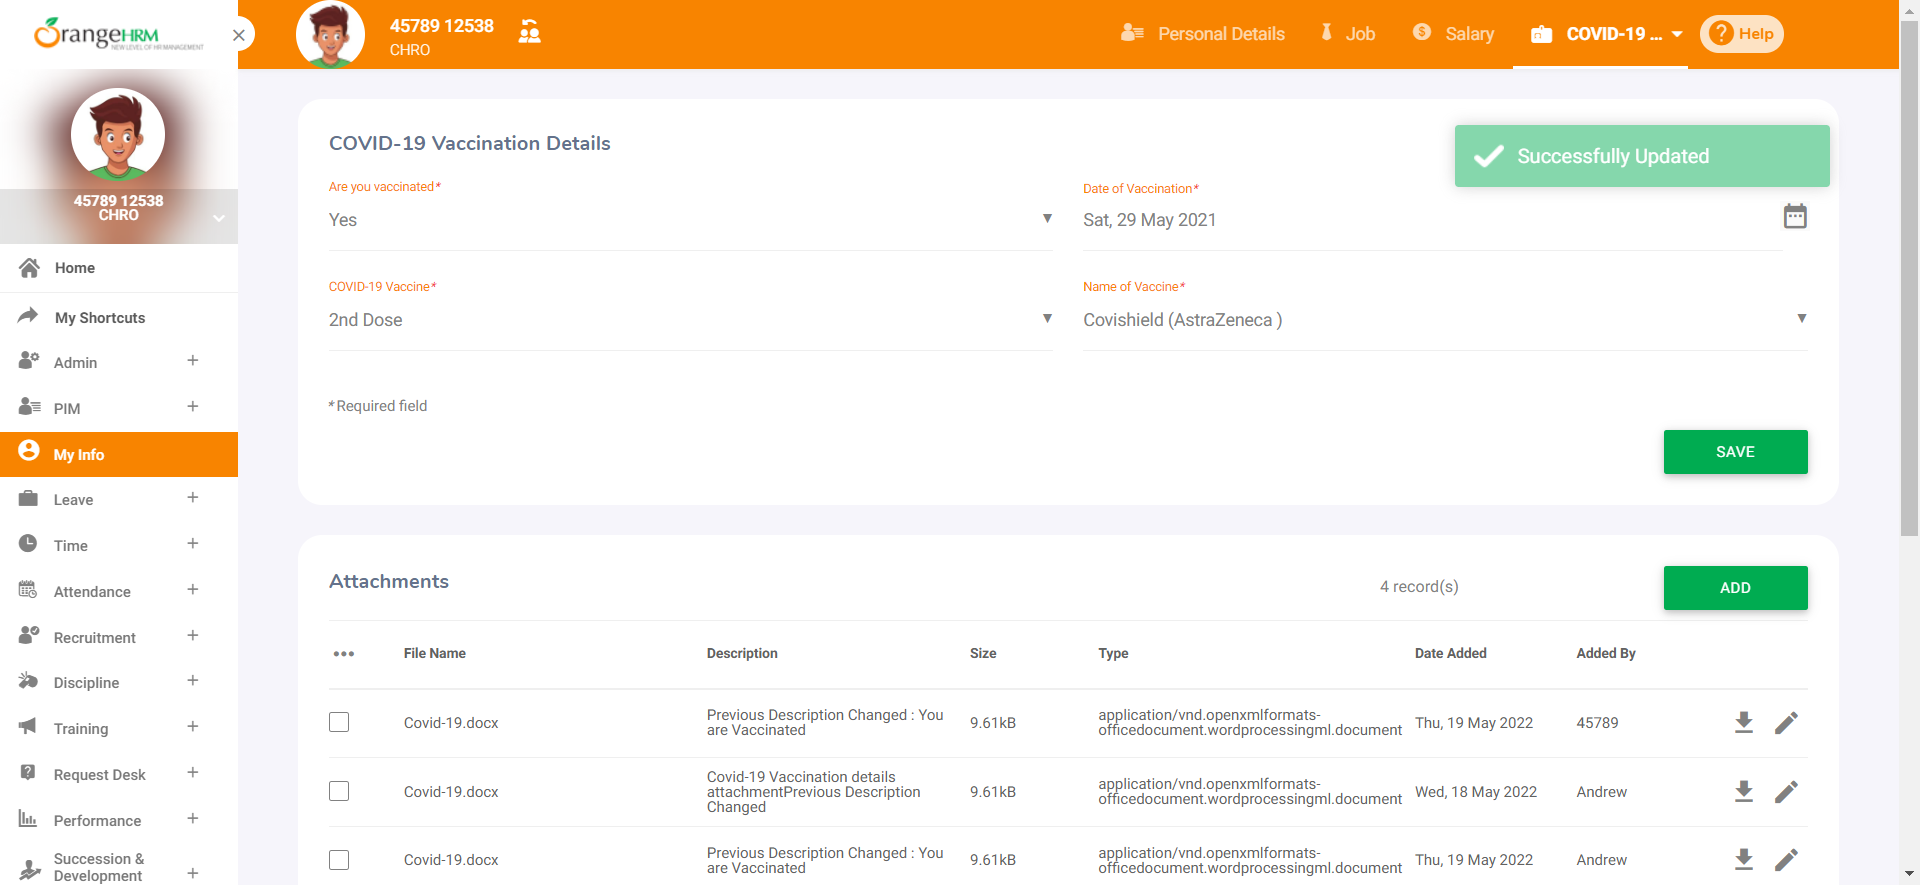 OrangeHRM
NEW LEVEL OF HR MANAGEMENT
45789 12538
CHRO
Personal Details
Job
Salary
COVID-19 ...
? Help
45789 12538
CHRO
Home
My Shortcuts
Admin
PIM
My Info
Leave
Time
Attendance
Recruitment
Discipline
Training
Request Desk
Performance
Succession &
Development
COVID-19 Vaccination Details
Successfully Updated
Are you vaccinated*
Yes
Date of Vaccination*
Sat, 29 May 2021
COVID-19 Vaccine*
2nd Dose
Name of Vaccine*
Covishield (AstraZeneca )
*Required field
SAVE
Attachments
4 record(s)
ADD
File Name Description Size Type Date Added Added By
Covid-19.docx
Previous Description Changed : You
are Vaccinated
9.61kB
application/vnd.openxmlformats-
officedocument.wordprocessingml.document
Thu, 19 May 2022
45789
Covid-19.docx
Covid-19 Vaccination details
attachmentPrevious Description
Changed
9.61kB
application/vnd.openxmlformats-
officedocument.wordprocessingml.document
Wed, 18 May 2022
Andrew
Covid-19.docx
Previous Description Changed : You
are Vaccinated
9.61kB
application/vnd.openxmlformats-
officedocument.wordprocessingml.document
Thu, 19 May 2022
Andrew